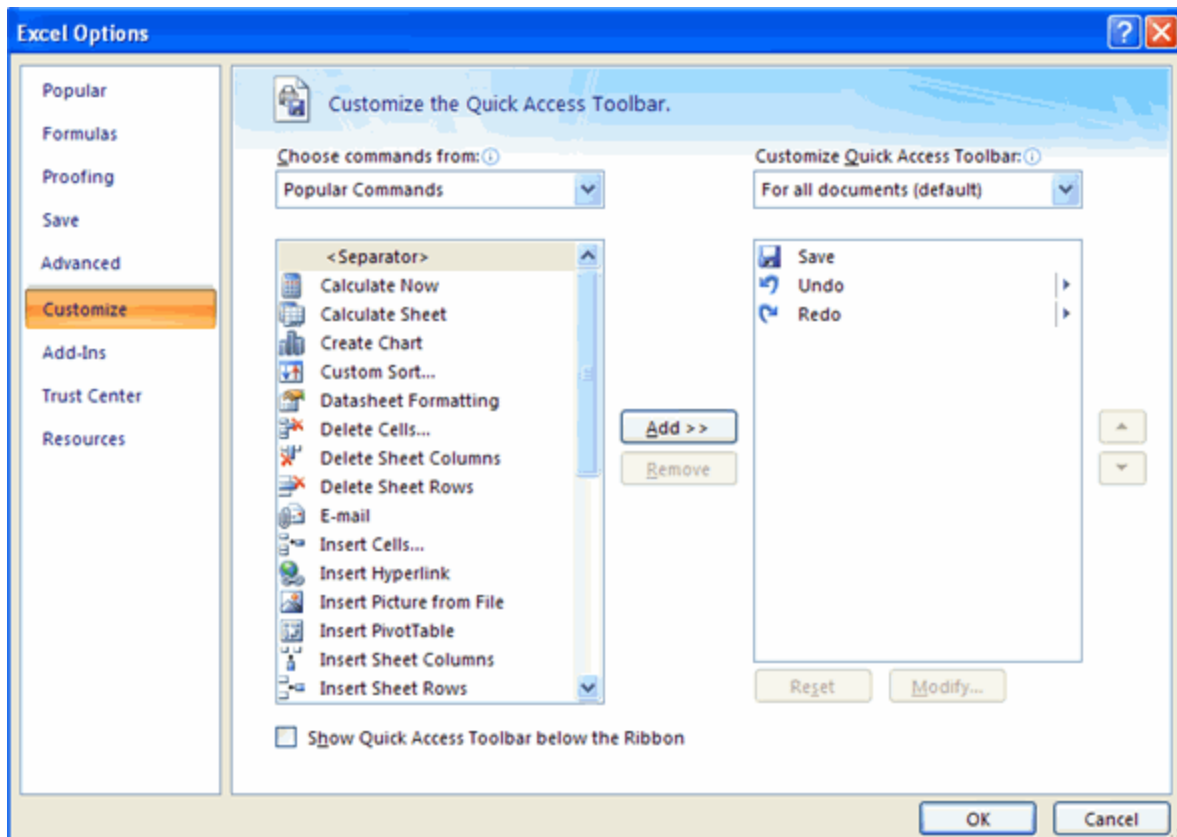 Excel Options
Popular
Formulas
Proofing
Save
Advanced
Customize
Add-Ins
Trust Center
Resources
Customize the Quick Access Toolbar.
Choose commands from:
Popular Commands
<Separator>
Calculate Now
Calculate Sheet
Create Chart
Custom Sort...
Datasheet Formatting
Delete Cells...
Delete Sheet Columns
Delete Sheet Rows
E-mail
Insert Cells...
Insert Hyperlink
Insert Picture from File
Insert PivotTable
Insert Sheet Columns
Insert Sheet Rows
Show Quick Access Toolbar below the Ribbon
Add >>
Remove
Customize Quick Access Toolbar:
For all documents (default)
Save
Undo
Redo
Reset
Modify...
OK
Cancel